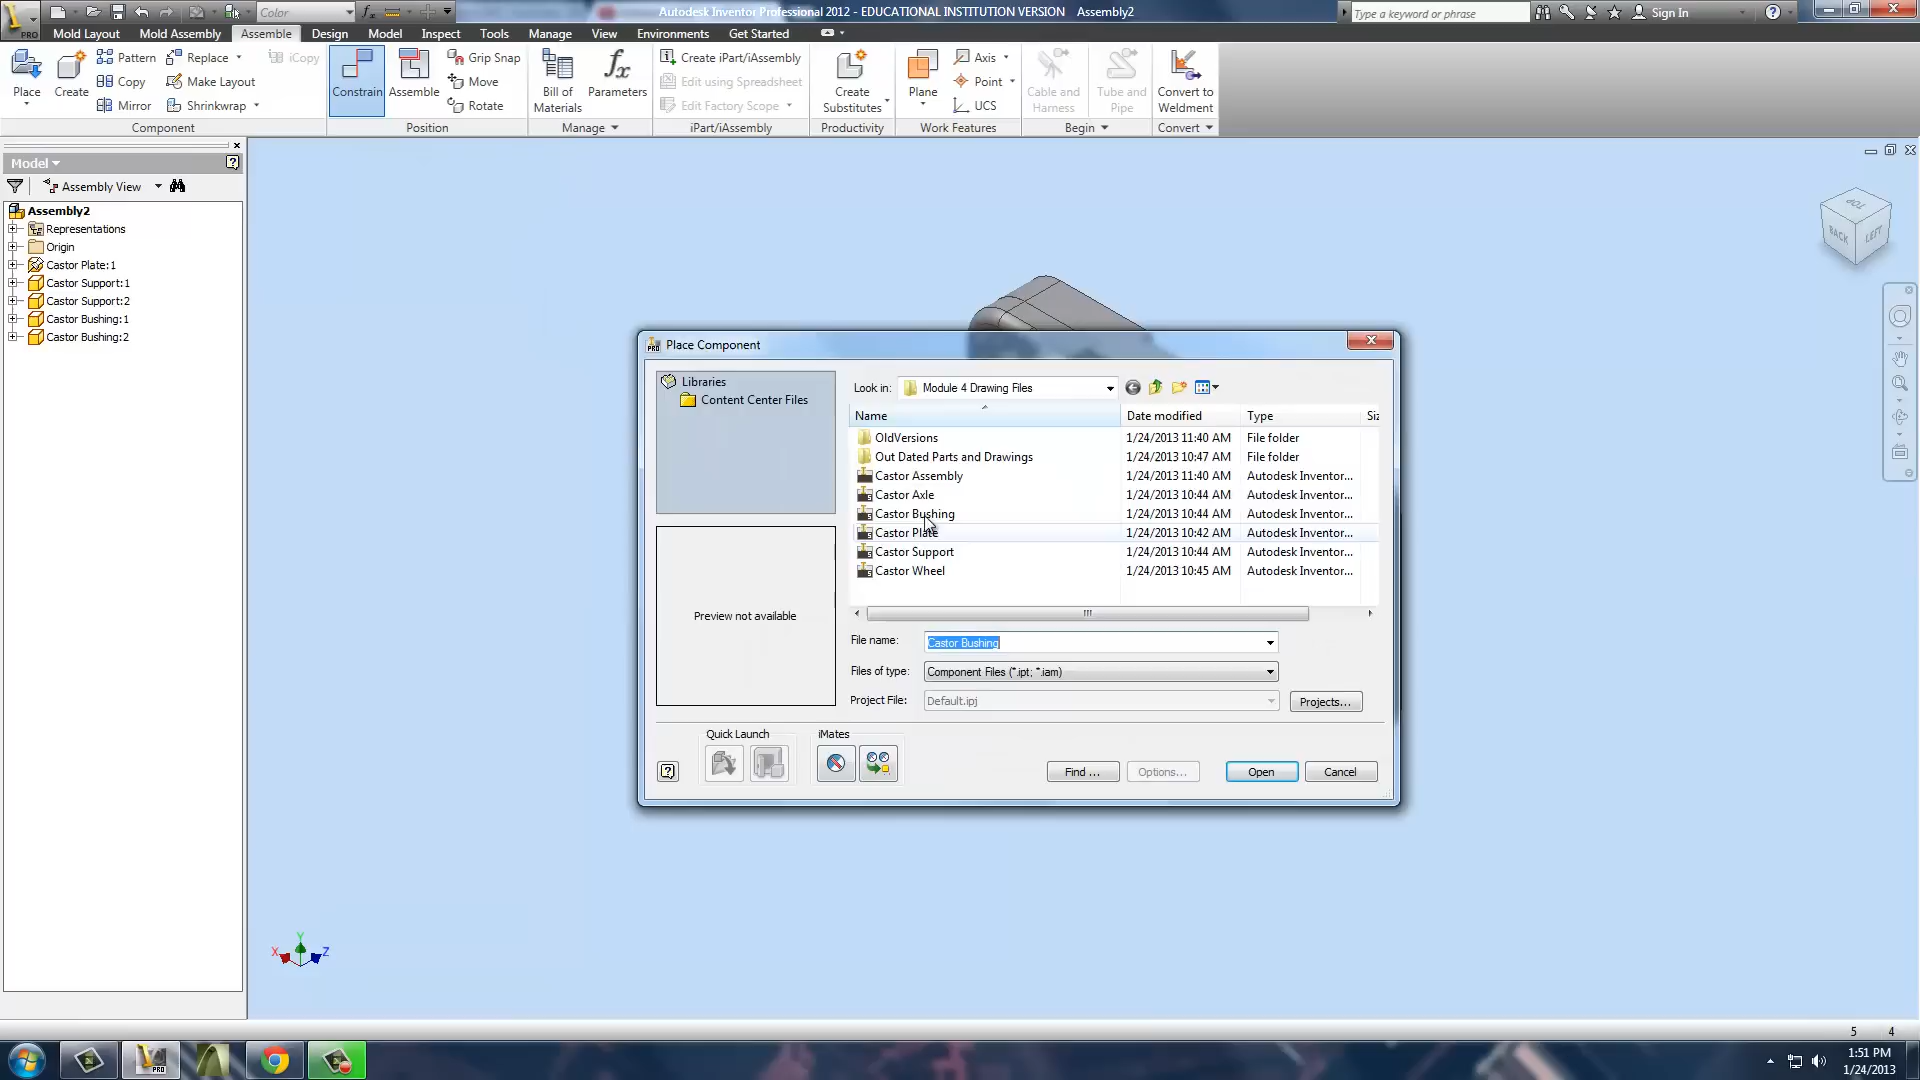 Color
Autodesk Inventor Professional 2012 - EDUCATIONAL INSTITUTION VERSION Assembly2
Type a keyword or phrase
Sign In
PRO
Mold Layout Mold Assembly Assemble Design Model Inspect Tools Manage View Environments Get Started
Place
Create
Pattern
Copy
Mirror
Replace
Make Layout
Shrinkwrap
iCopy
Component
Constrain
Assemble
Grip Snap
Move
Rotate
Position
Bill of
Materials
fx
Parameters
Manage
Create iPart/iAssembly
Edit using Spreadsheet
Edit Factory Scope
iPart/iAssembly
Create
Substitutes
Productivity
Plane
Axis
Point
UCS
Work Features
Cable and
Harness
Tube and
Pipe
Begin
Convert to
Weldment
Convert
Model
Assembly View
Assembly2
Representations
Origin
Castor Plate:1
Castor Support:1
Castor Support:2
Castor Bushing:1
Castor Bushing:2
TOP
BACK
LEFT
Place Component
Libraries
Content Center Files
Preview not available
Look in: Module 4 Drawing Files
Name Date modified Type Siz
OldVersions 1/24/2013 11:40 AM File folder
Out Dated Parts and Drawings 1/24/2013 10:47 AM File folder
Castor Assembly 1/24/2013 11:40 AM Autodesk Inventor...
Castor Axle 1/24/2013 10:44 AM Autodesk Inventor...
Castor Bushing 1/24/2013 10:44 AM Autodesk Inventor...
Castor Plate 1/24/2013 10:42 AM Autodesk Inventor...
Castor Support 1/24/2013 10:44 AM Autodesk Inventor...
Castor Wheel 1/24/2013 10:45 AM Autodesk Inventor...
File name: Castor Bushing
Files of type: Component Files (*.ipt; *.iam)
Project File: Default.ipj
Projects...
Quick Launch
iMates
Find ...
Options...
Open
Cancel
X
Y
Z
5 4
PRO
1:51 PM
1/24/2013